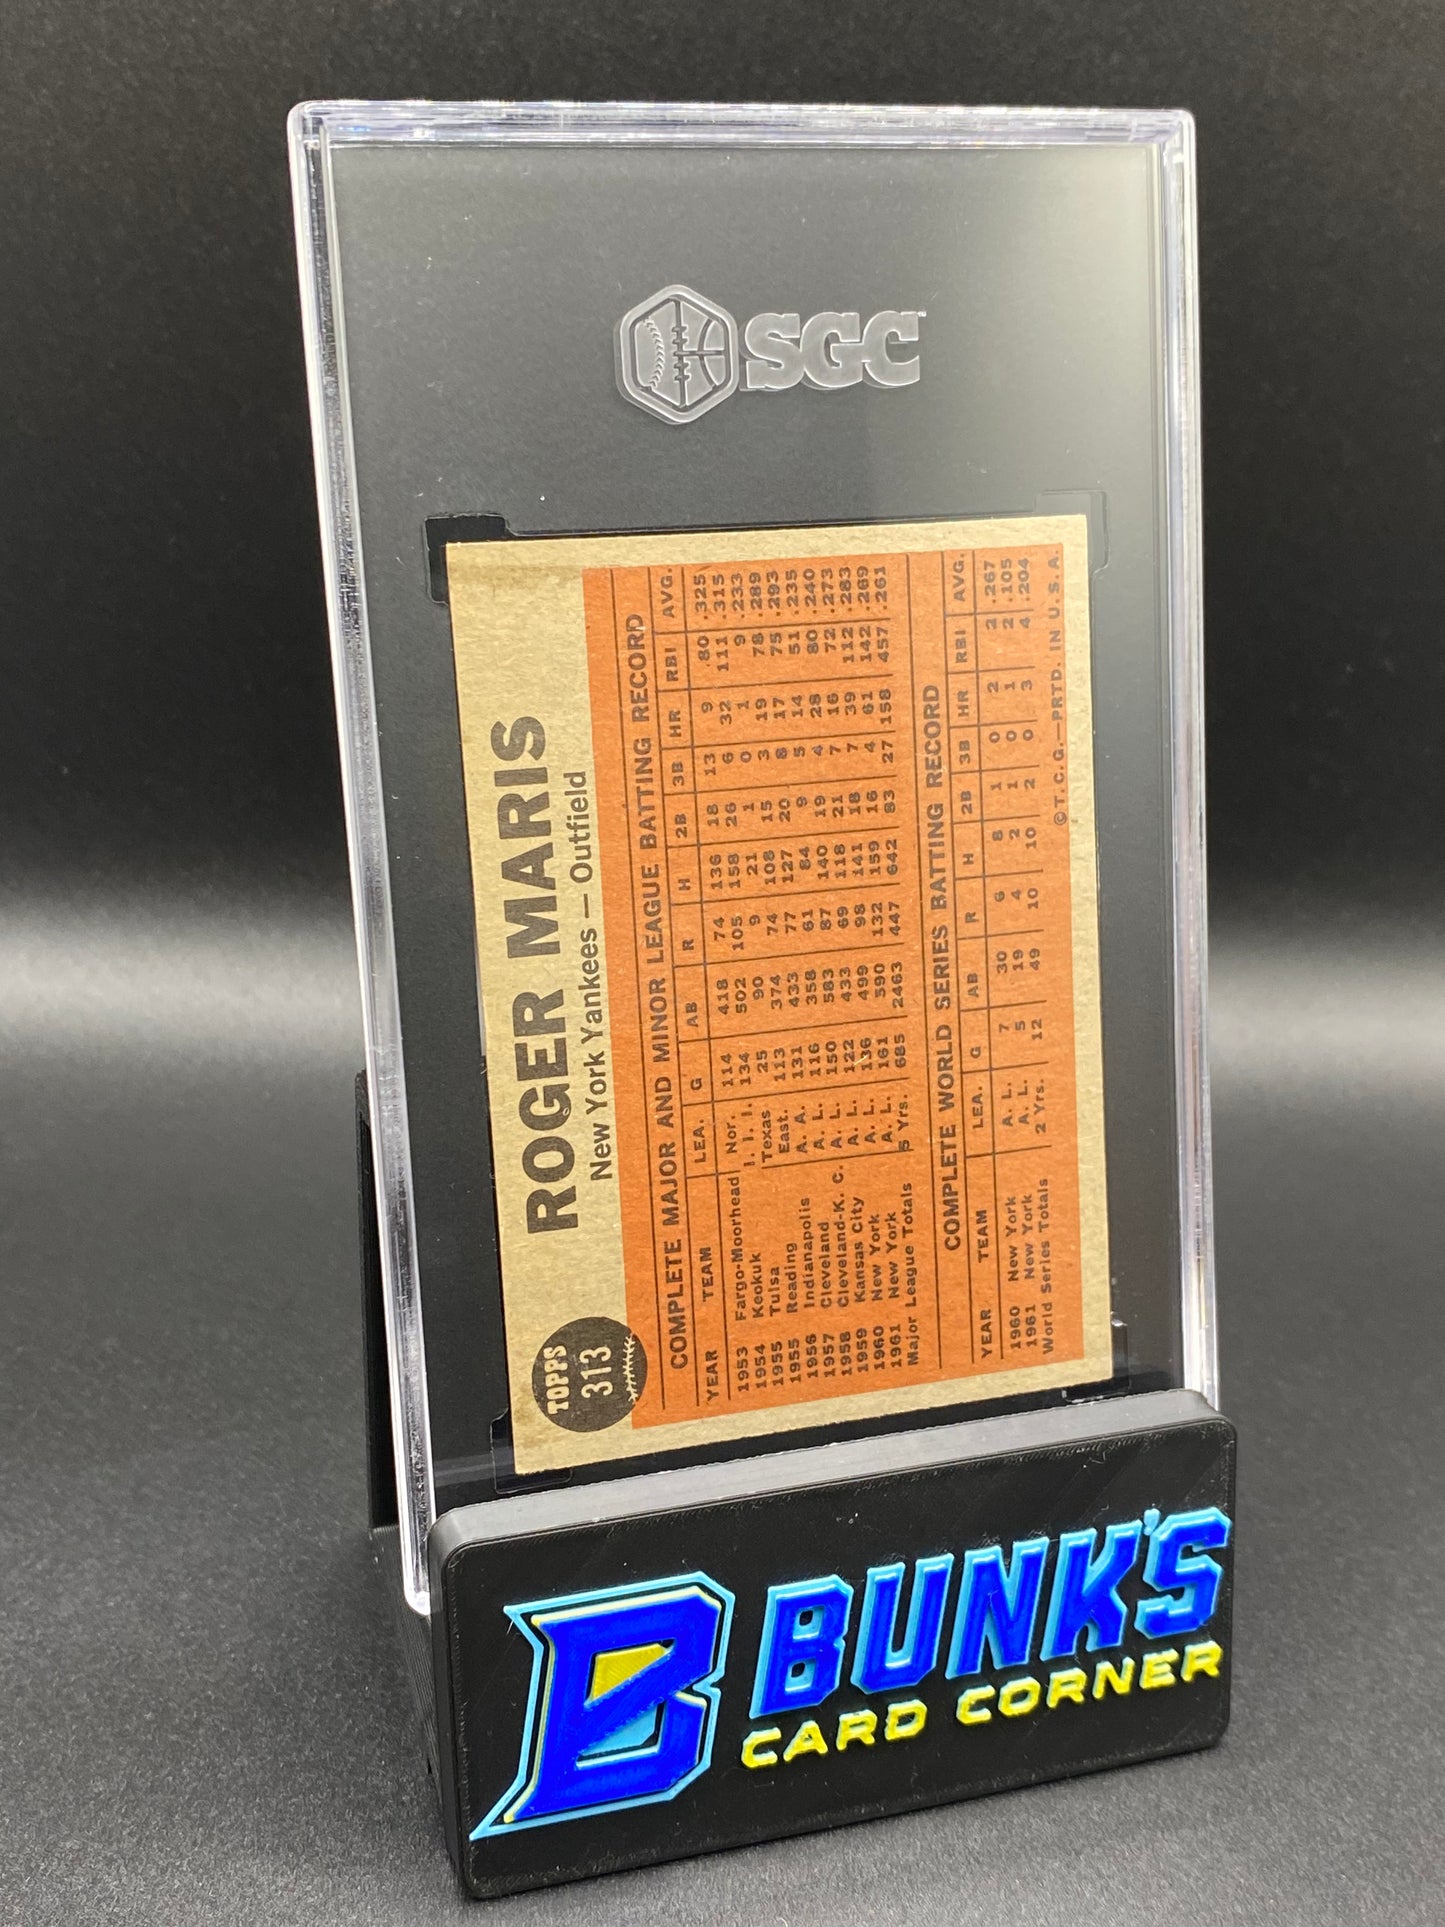 SGC
TOPPS
313
ROGER MARIS
New York Yankees — Outfield
COMPLETE MAJOR AND MINOR LEAGUE BATTING RECORD
YEAR TEAM LEA. G AB R H 2B 3B HR RBI AVG.
1953 Fargo-Moorhead Nor. 114 418 74 136 18 13 9 80 .325
1954 Keokuk I. I. I. 134 502 105 158 26 6 32 111 .315
1955 Tulsa Texas 25 90 9 21 1 0 1 9 .233
1955 Reading East. 113 374 74 108 15 3 19 78 .289
1956 Indianapolis A. A. 131 433 77 127 20 8 17 75 .293
1957 Cleveland A. L. 116 358 61 84 9 5 14 51 .235
1958 Cleveland-K. C. A. L. 150 583 87 140 19 4 28 80 .240
1959 Kansas City A. L. 122 433 69 118 21 7 16 72 .273
1960 New York A. L. 136 499 98 141 18 7 39 112 .283
1961 New York A. L. 161 590 132 159 16 4 61 142 .269
Major League Totals 5 Yrs. 685 2463 447 642 83 27 158 457 .261
COMPLETE WORLD SERIES BATTING RECORD
YEAR TEAM LEA. G AB R H 2B 3B HR RBI AVG.
1960 New York A. L. 7 30 6 8 1 0 2 2 .267
1961 New York A. L. 5 19 4 2 1 0 1 2 .105
World Series Totals 2 Yrs. 12 49 10 10 2 0 3 4 .204
©T.C.G.—PRTD. IN U.S.A.
B BUNK'S
CARD CORNER